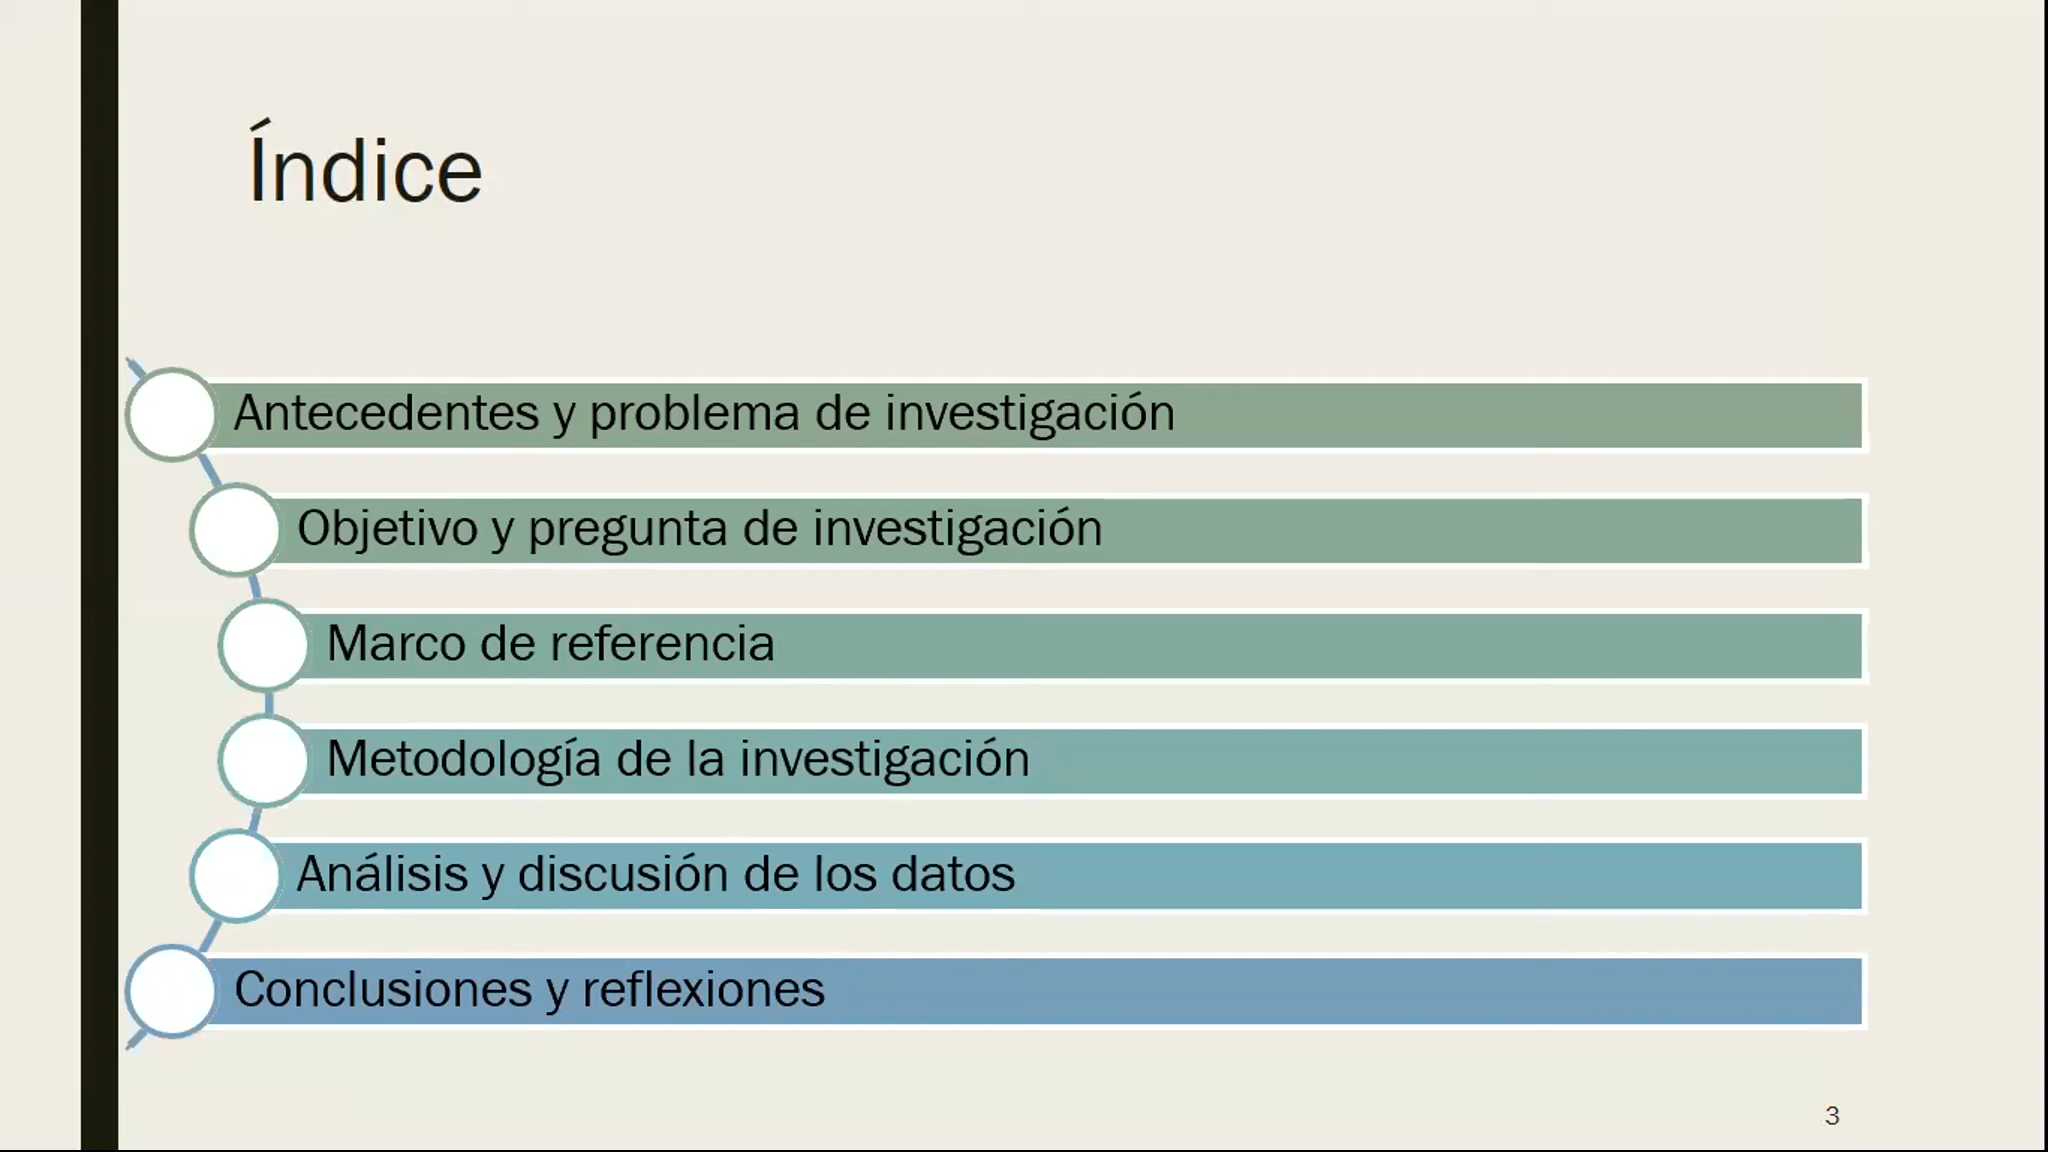 Índice
Antecedentes y problema de investigación
Objetivo y pregunta de investigación
Marco de referencia
Metodología de la investigación
Análisis y discusión de los datos
Conclusiones y reflexiones
3